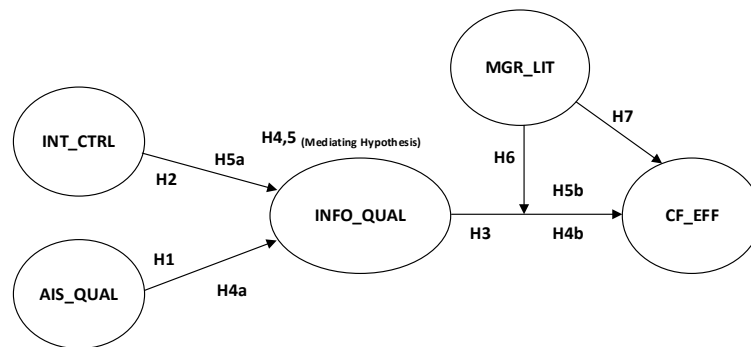 MGR_LIT
H7
INT_CTRL
H4,5 (Mediating Hypothesis)
H5a
H6
H2
H5b
INFO_QUAL
CF_EFF
H3
H4b
H1
AIS_QUAL
H4a